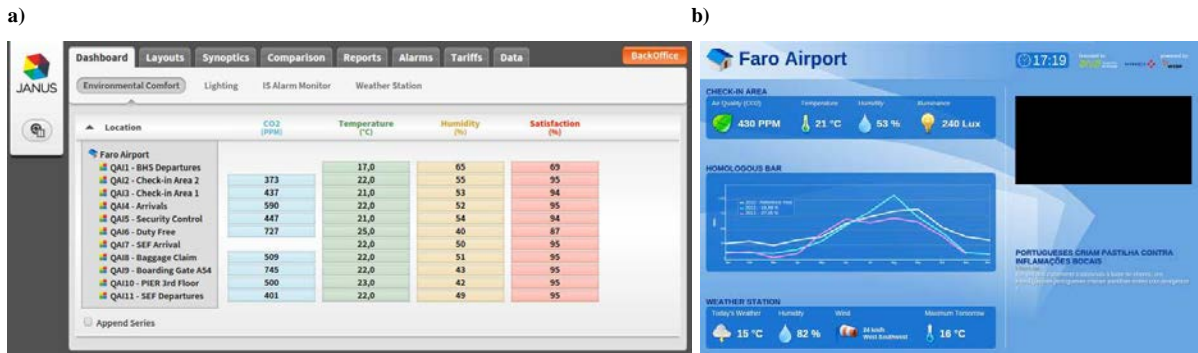 a)
b)
JANUS
Dashboard Layouts Synoptics Comparison Reports Alarms Tariffs Data BackOffice
Environmental Comfort Lighting IS Alarm Monitor Weather Station
Location CO2 (PPM) Temperature (°C) Humidity (%) Satisfaction (%)
Faro Airport
QAI1 - BHS Departures 17,0 65 69
QAI2 - Check-in Area 2 373 22,0 55 95
QAI3 - Check-in Area 1 437 21,0 53 94
QAI4 - Arrivals 590 22,0 52 95
QAI5 - Security Control 447 21,0 54 94
QAI6 - Duty Free 727 25,0 40 87
QAI7 - SEF Arrival 22,0 50 95
QAI8 - Baggage Claim 509 22,0 51 95
QAI9 - Boarding Gate A54 745 22,0 43 95
QAI10 - PIER 3rd Floor 500 23,0 42 95
QAI11 - SEF Departures 401 22,0 49 95
Append Series
Faro Airport
17:19
CHECK-IN AREA
Air Quality (CO2) Temperature Humidity Illuminance
430 PPM 21 °C 53 % 240 Lux
HOMOLOGOUS BAR
PORTUGUESES CRIAM PASTILHA CONTRA
INFLAMAÇÕES BOCAIS
WEATHER STATION
Today's Weather Humidity Wind Maximum Tomorrow
15 °C 82 % West Southwest 16 °C